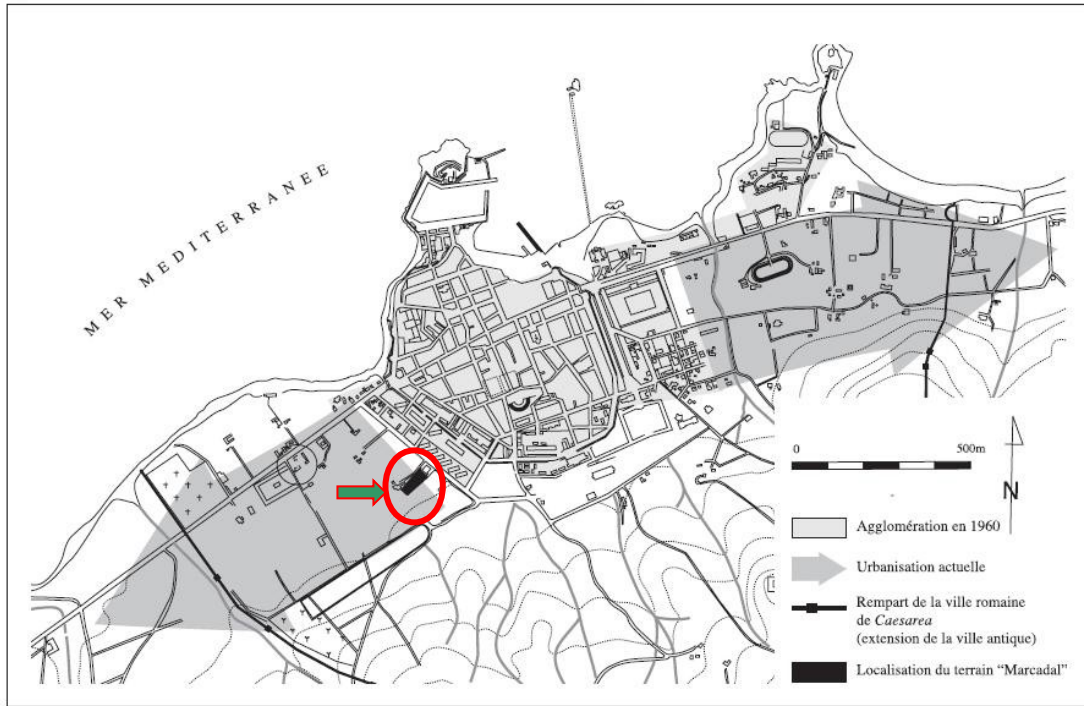 MER MEDITERRANEE
0 500m
N
Agglomération en 1960
Urbanisation actuelle
Rempart de la ville romaine
de Caesarea
(extension de la ville antique)
Localisation du terrain “Marcadal”